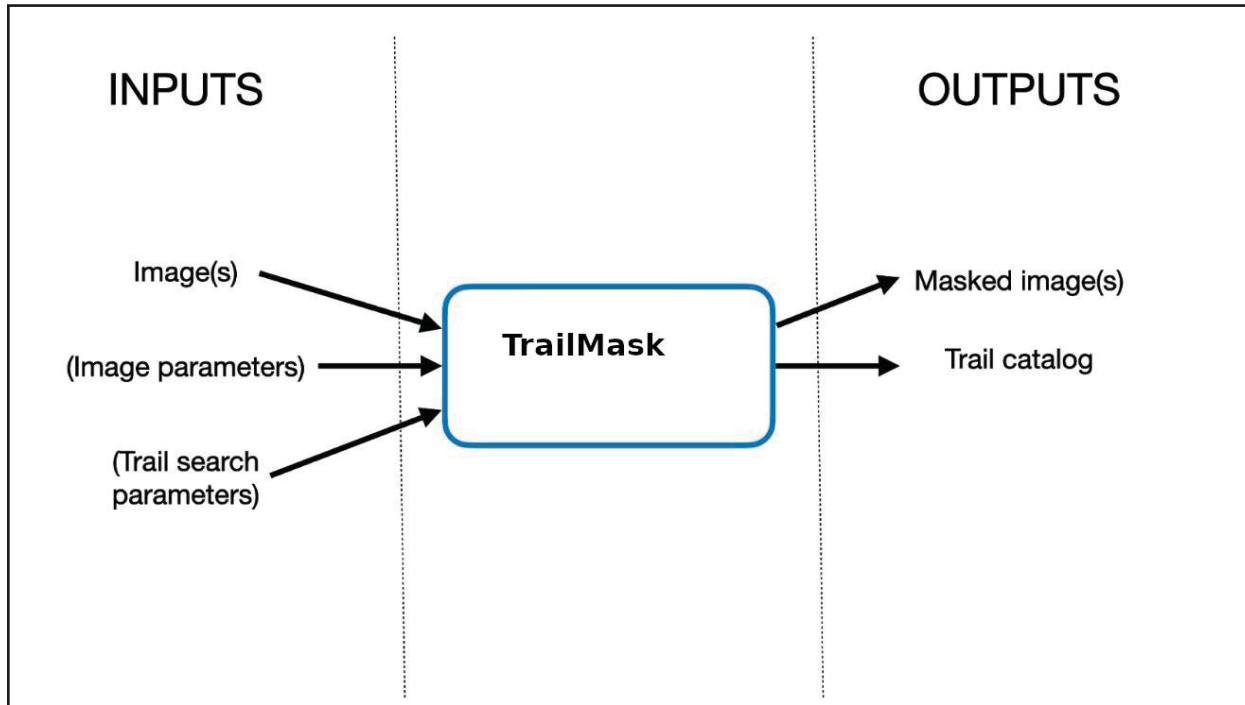 INPUTS
OUTPUTS
Image(s)
(Image parameters)
(Trail search
parameters)
TrailMask
Masked image(s)
Trail catalog